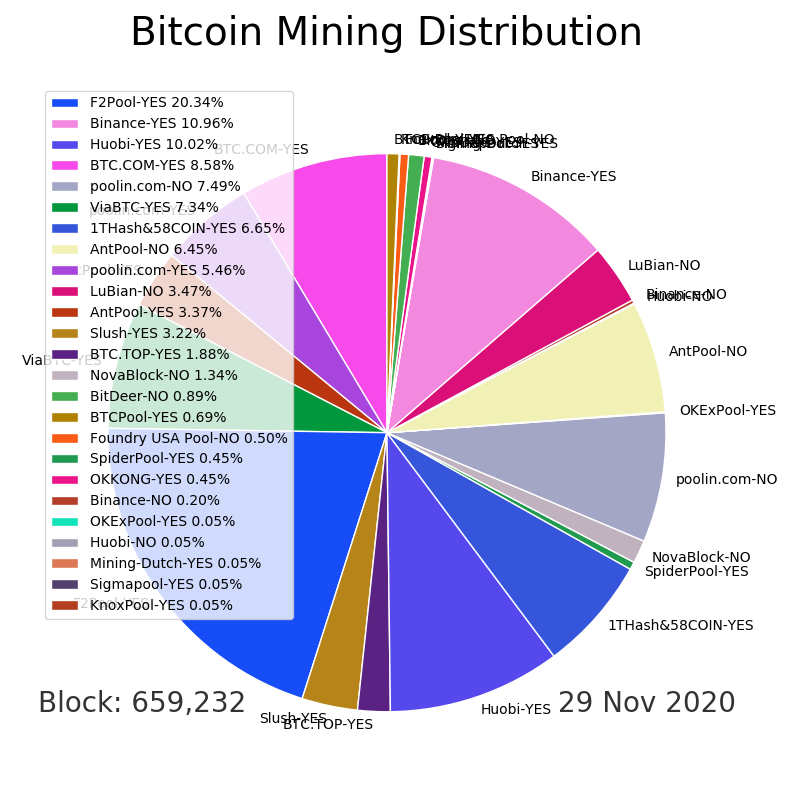 Bitcoin Mining Distribution
F2Pool-YES 20.34%
Binance-YES 10.96%
Huobi-YES 10.02%
BTC.COM-YES 8.58%
poolin.com-NO 7.49%
ViaBTC-YES 7.34%
1THash&58COIN-YES 6.65%
AntPool-NO 6.45%
poolin.com-YES 5.46%
LuBian-NO 3.47%
AntPool-YES 3.37%
Slush-YES 3.22%
BTC.TOP-YES 1.88%
NovaBlock-NO 1.34%
BitDeer-NO 0.89%
BTCPool-YES 0.69%
Foundry USA Pool-NO 0.50%
SpiderPool-YES 0.45%
OKKONG-YES 0.45%
Binance-NO 0.20%
OKExPool-YES 0.05%
Huobi-NO 0.05%
Mining-Dutch-YES 0.05%
Sigmapool-YES 0.05%
KnoxPool-YES 0.05%
BTC.COM-YES
poolin.com-YES
ViaBTC-YES
F2Pool-YES
Slush-YES
BTC.TOP-YES
Huobi-YES
1THash&58COIN-YES
SpiderPool-YES
NovaBlock-NO
poolin.com-NO
OKExPool-YES
AntPool-NO
Huobi-NO
Binance-NO
LuBian-NO
Binance-YES
Block: 659,232
29 Nov 2020